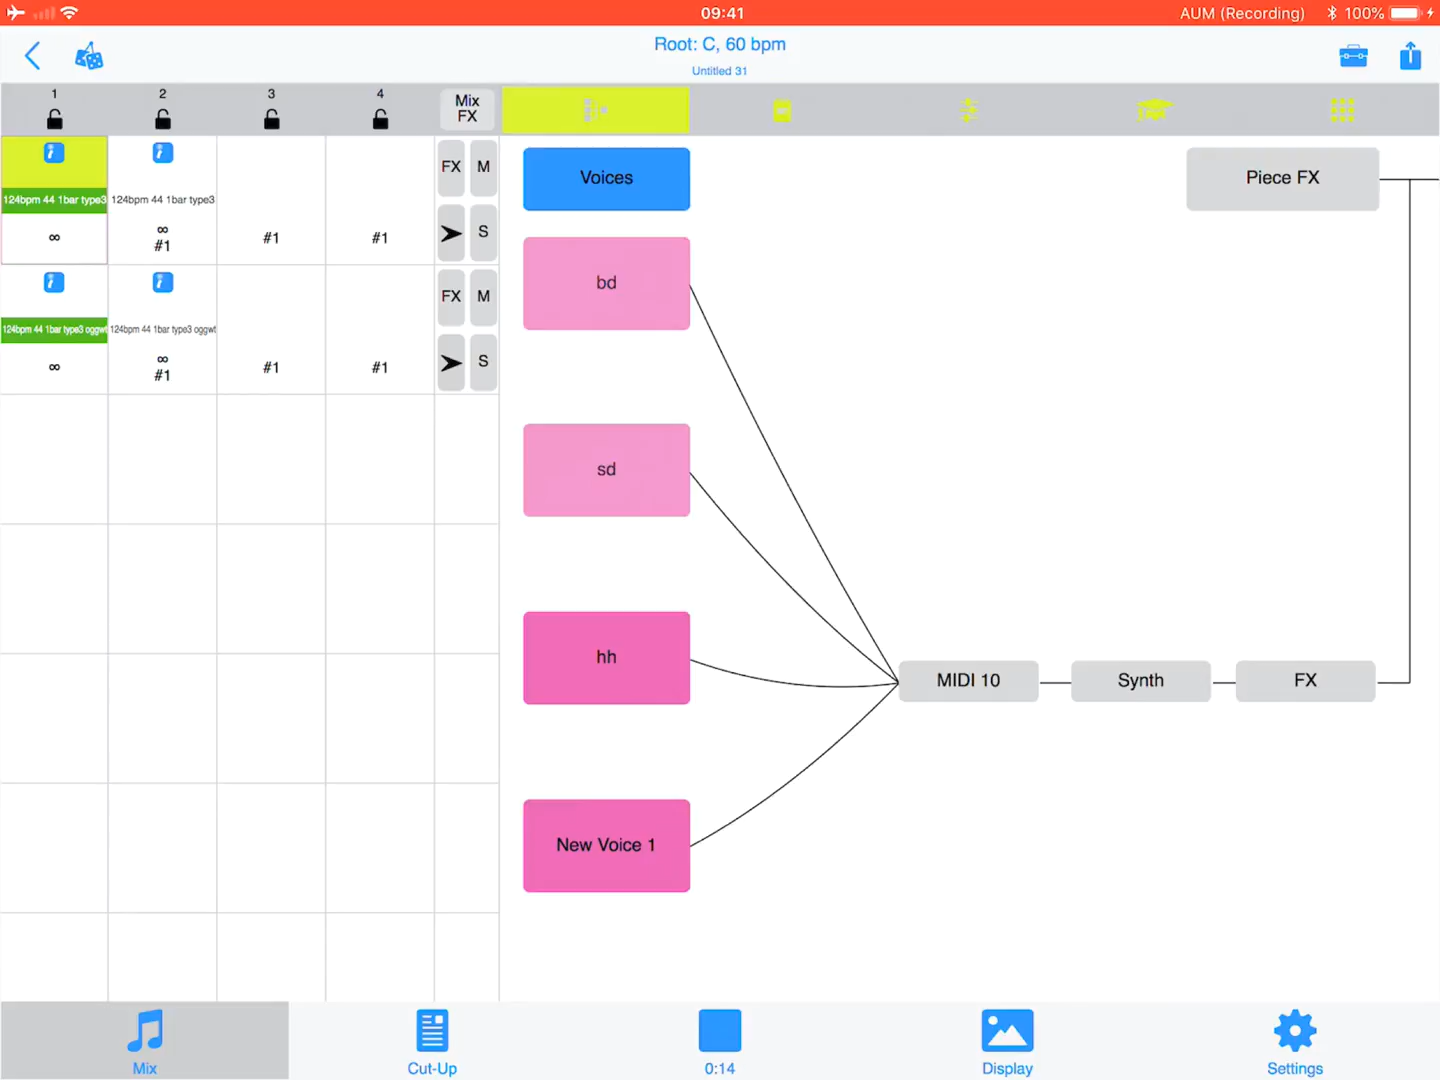 09:41
AUM (Recording)
100%
Root: C, 60 bpm
Untitled 31
1
2
3
4
Mix
FX
124bpm 44 1bar type3
124bpm 44 1bar type3
∞
∞
#1
#1
#1
FX
M
S
124bpm 44 1bar type3 oggwt
124bpm 44 1bar type3 oggwt
∞
∞
#1
#1
#1
FX
M
S
Voices
bd
sd
hh
New Voice 1
MIDI 10
Synth
FX
Piece FX
Mix
Cut-Up
0:14
Display
Settings